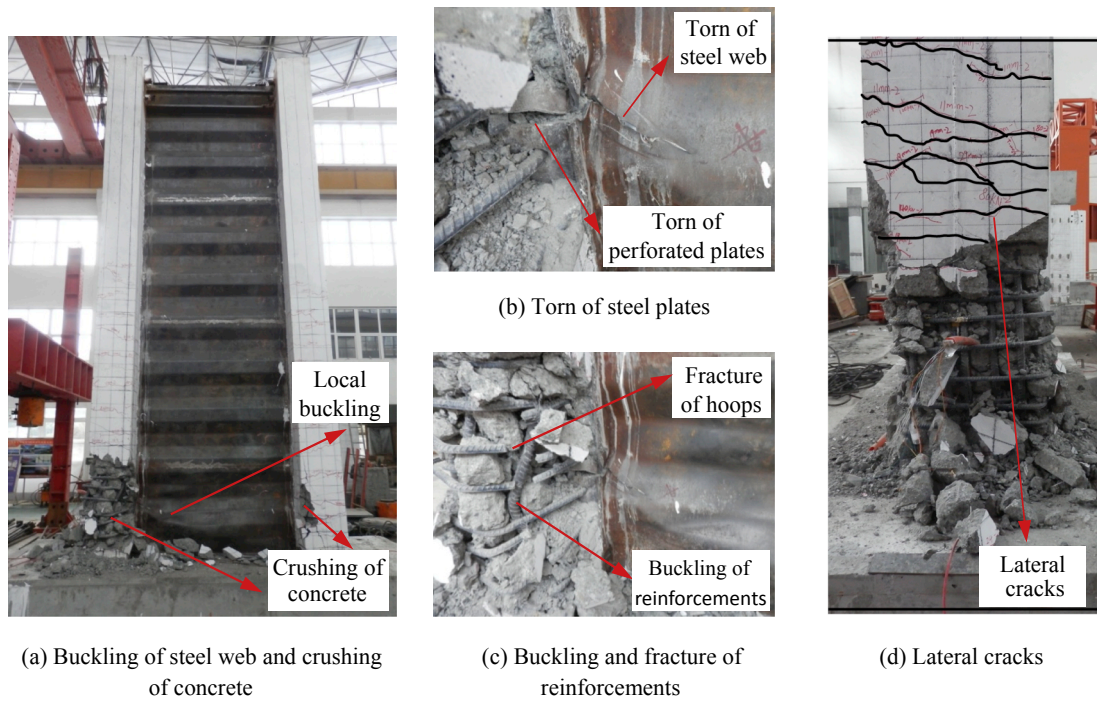 Local
buckling
Crushing of
concrete
(a) Buckling of steel web and crushing
of concrete
Torn of
steel web
Torn of
perforated plates
(b) Torn of steel plates
Fracture
of hoops
Buckling of
reinforcements
(c) Buckling and fracture of
reinforcements
11mm-2
Lateral
cracks
(d) Lateral cracks